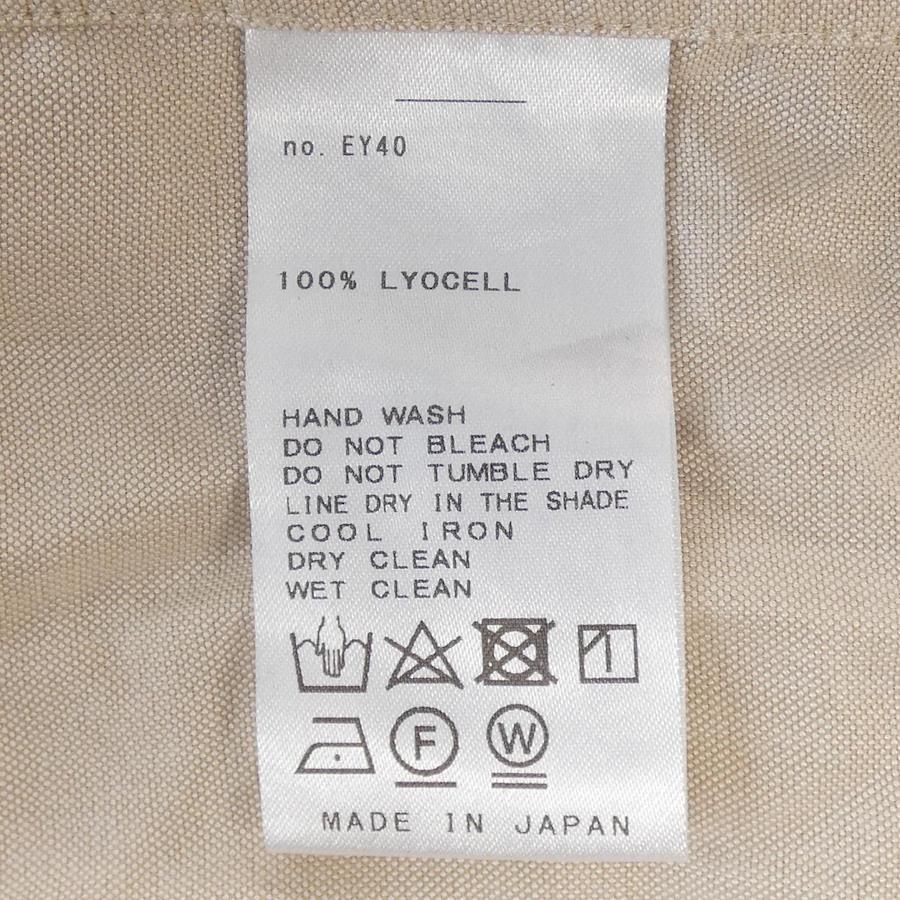 no. EY40
100% LYOCELL
HAND WASH
DO NOT BLEACH
DO NOT TUMBLE DRY
LINE DRY IN THE SHADE
COOL IRON
DRY CLEAN
WET CLEAN
F W
MADE IN JAPAN